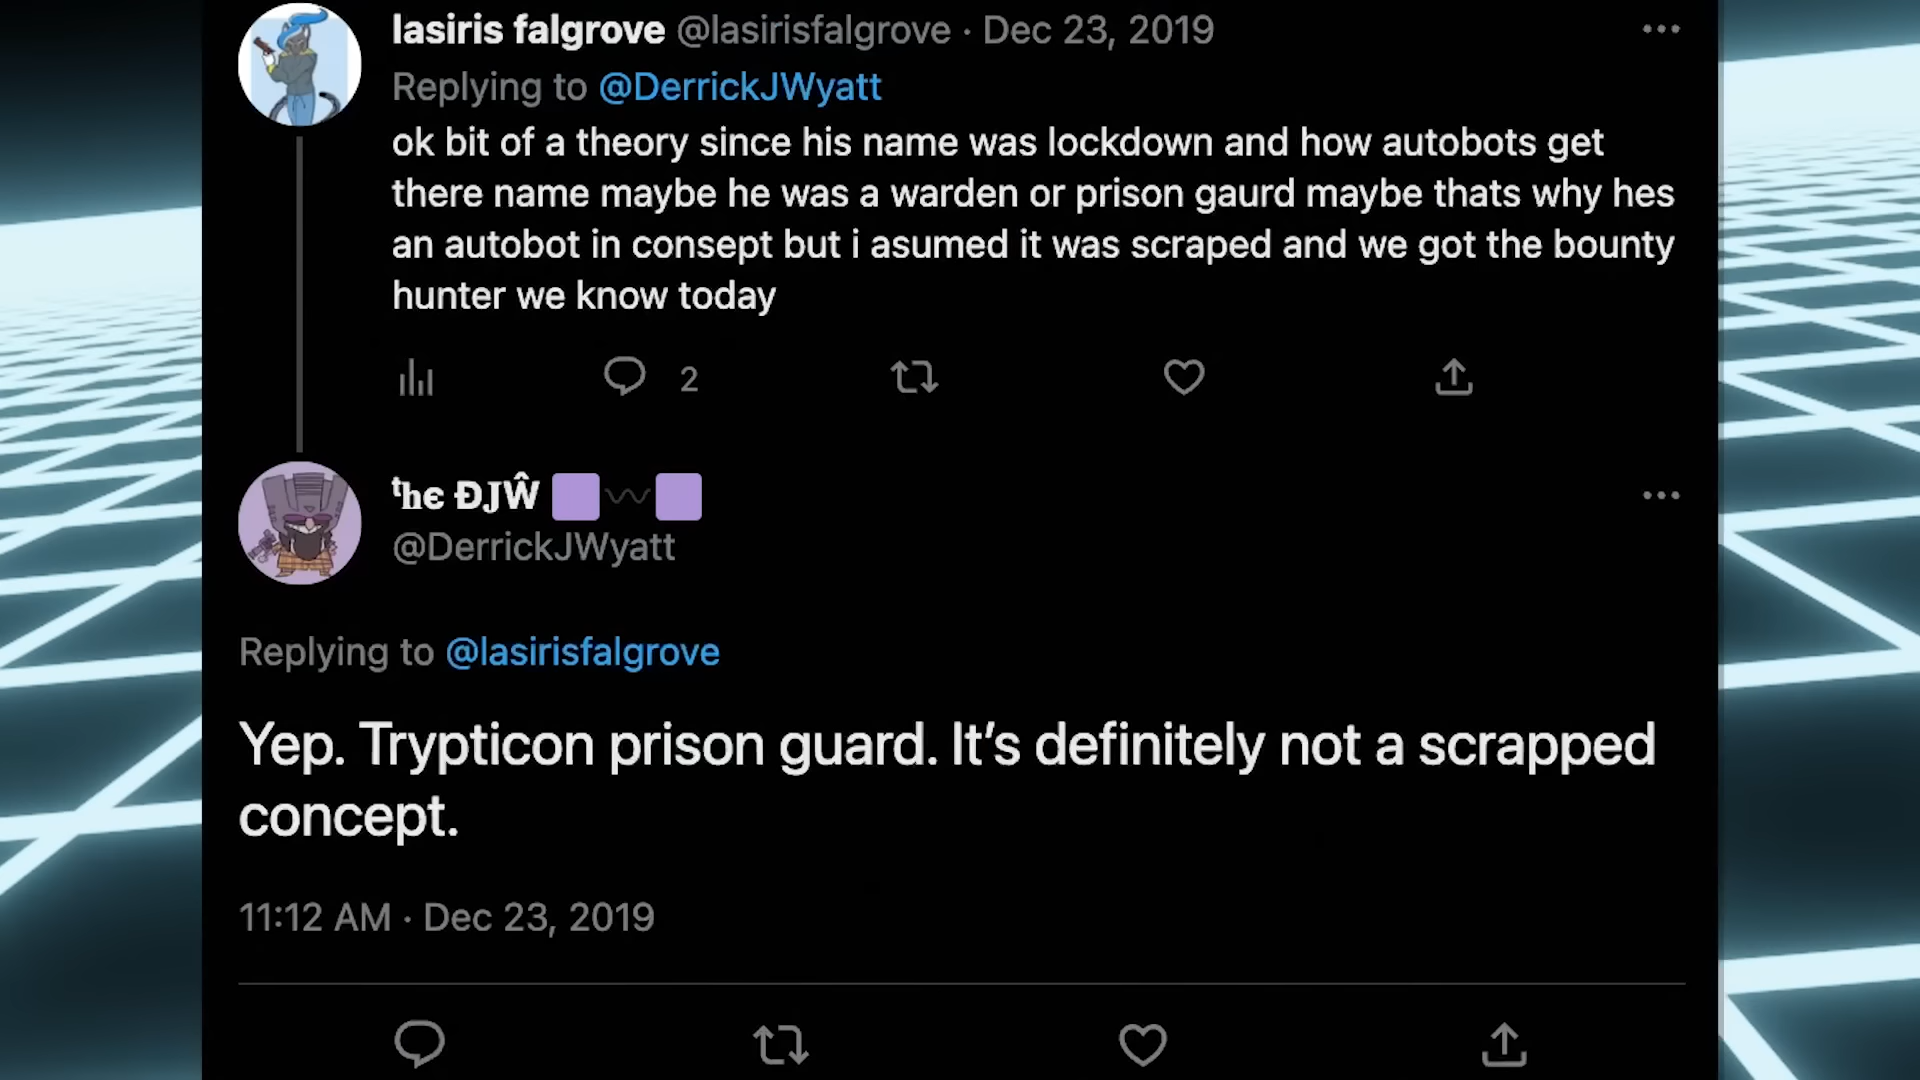 lasiris falgrove @lasirisfalgrove · Dec 23, 2019
Replying to @DerrickJWyatt
ok bit of a theory since his name was lockdown and how autobots get
there name maybe he was a warden or prison gaurd maybe thats why hes
an autobot in consept but i asumed it was scraped and we got the bounty
hunter we know today
2
ᵗhє ĐJŴ 🟪〰️🟪
@DerrickJWyatt
Replying to @lasirisfalgrove
Yep. Trypticon prison guard. It’s definitely not a scrapped
concept.
11:12 AM · Dec 23, 2019